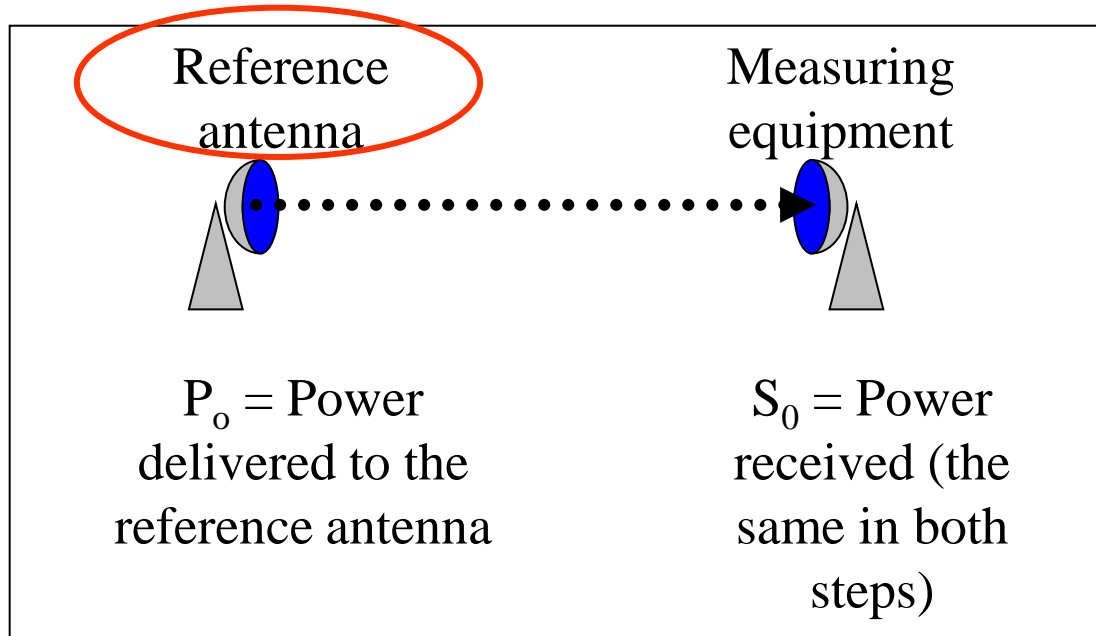 Reference
antenna
Measuring
equipment
Pₒ = Power
delivered to the
reference antenna
S₀ = Power
received (the
same in both
steps)